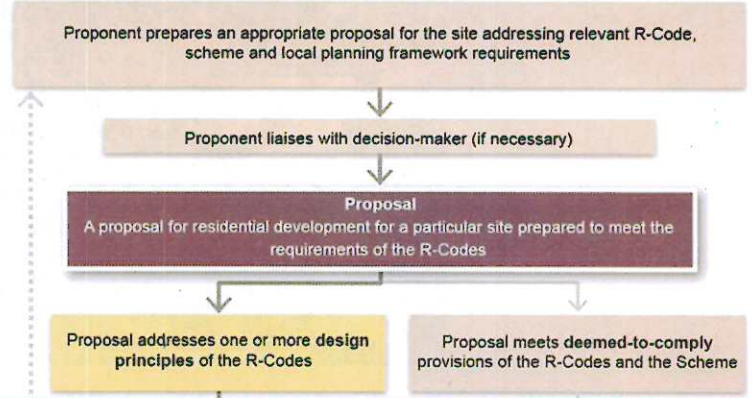 Proponent prepares an appropriate proposal for the site addressing relevant R-Code,
scheme and local planning framework requirements
Proponent liaises with decision-maker (if necessary)
Proposal
A proposal for residential development for a particular site prepared to meet the
requirements of the R-Codes
Proposal addresses one or more design
principles of the R-Codes
Proposal meets deemed-to-comply
provisions of the R-Codes and the Scheme